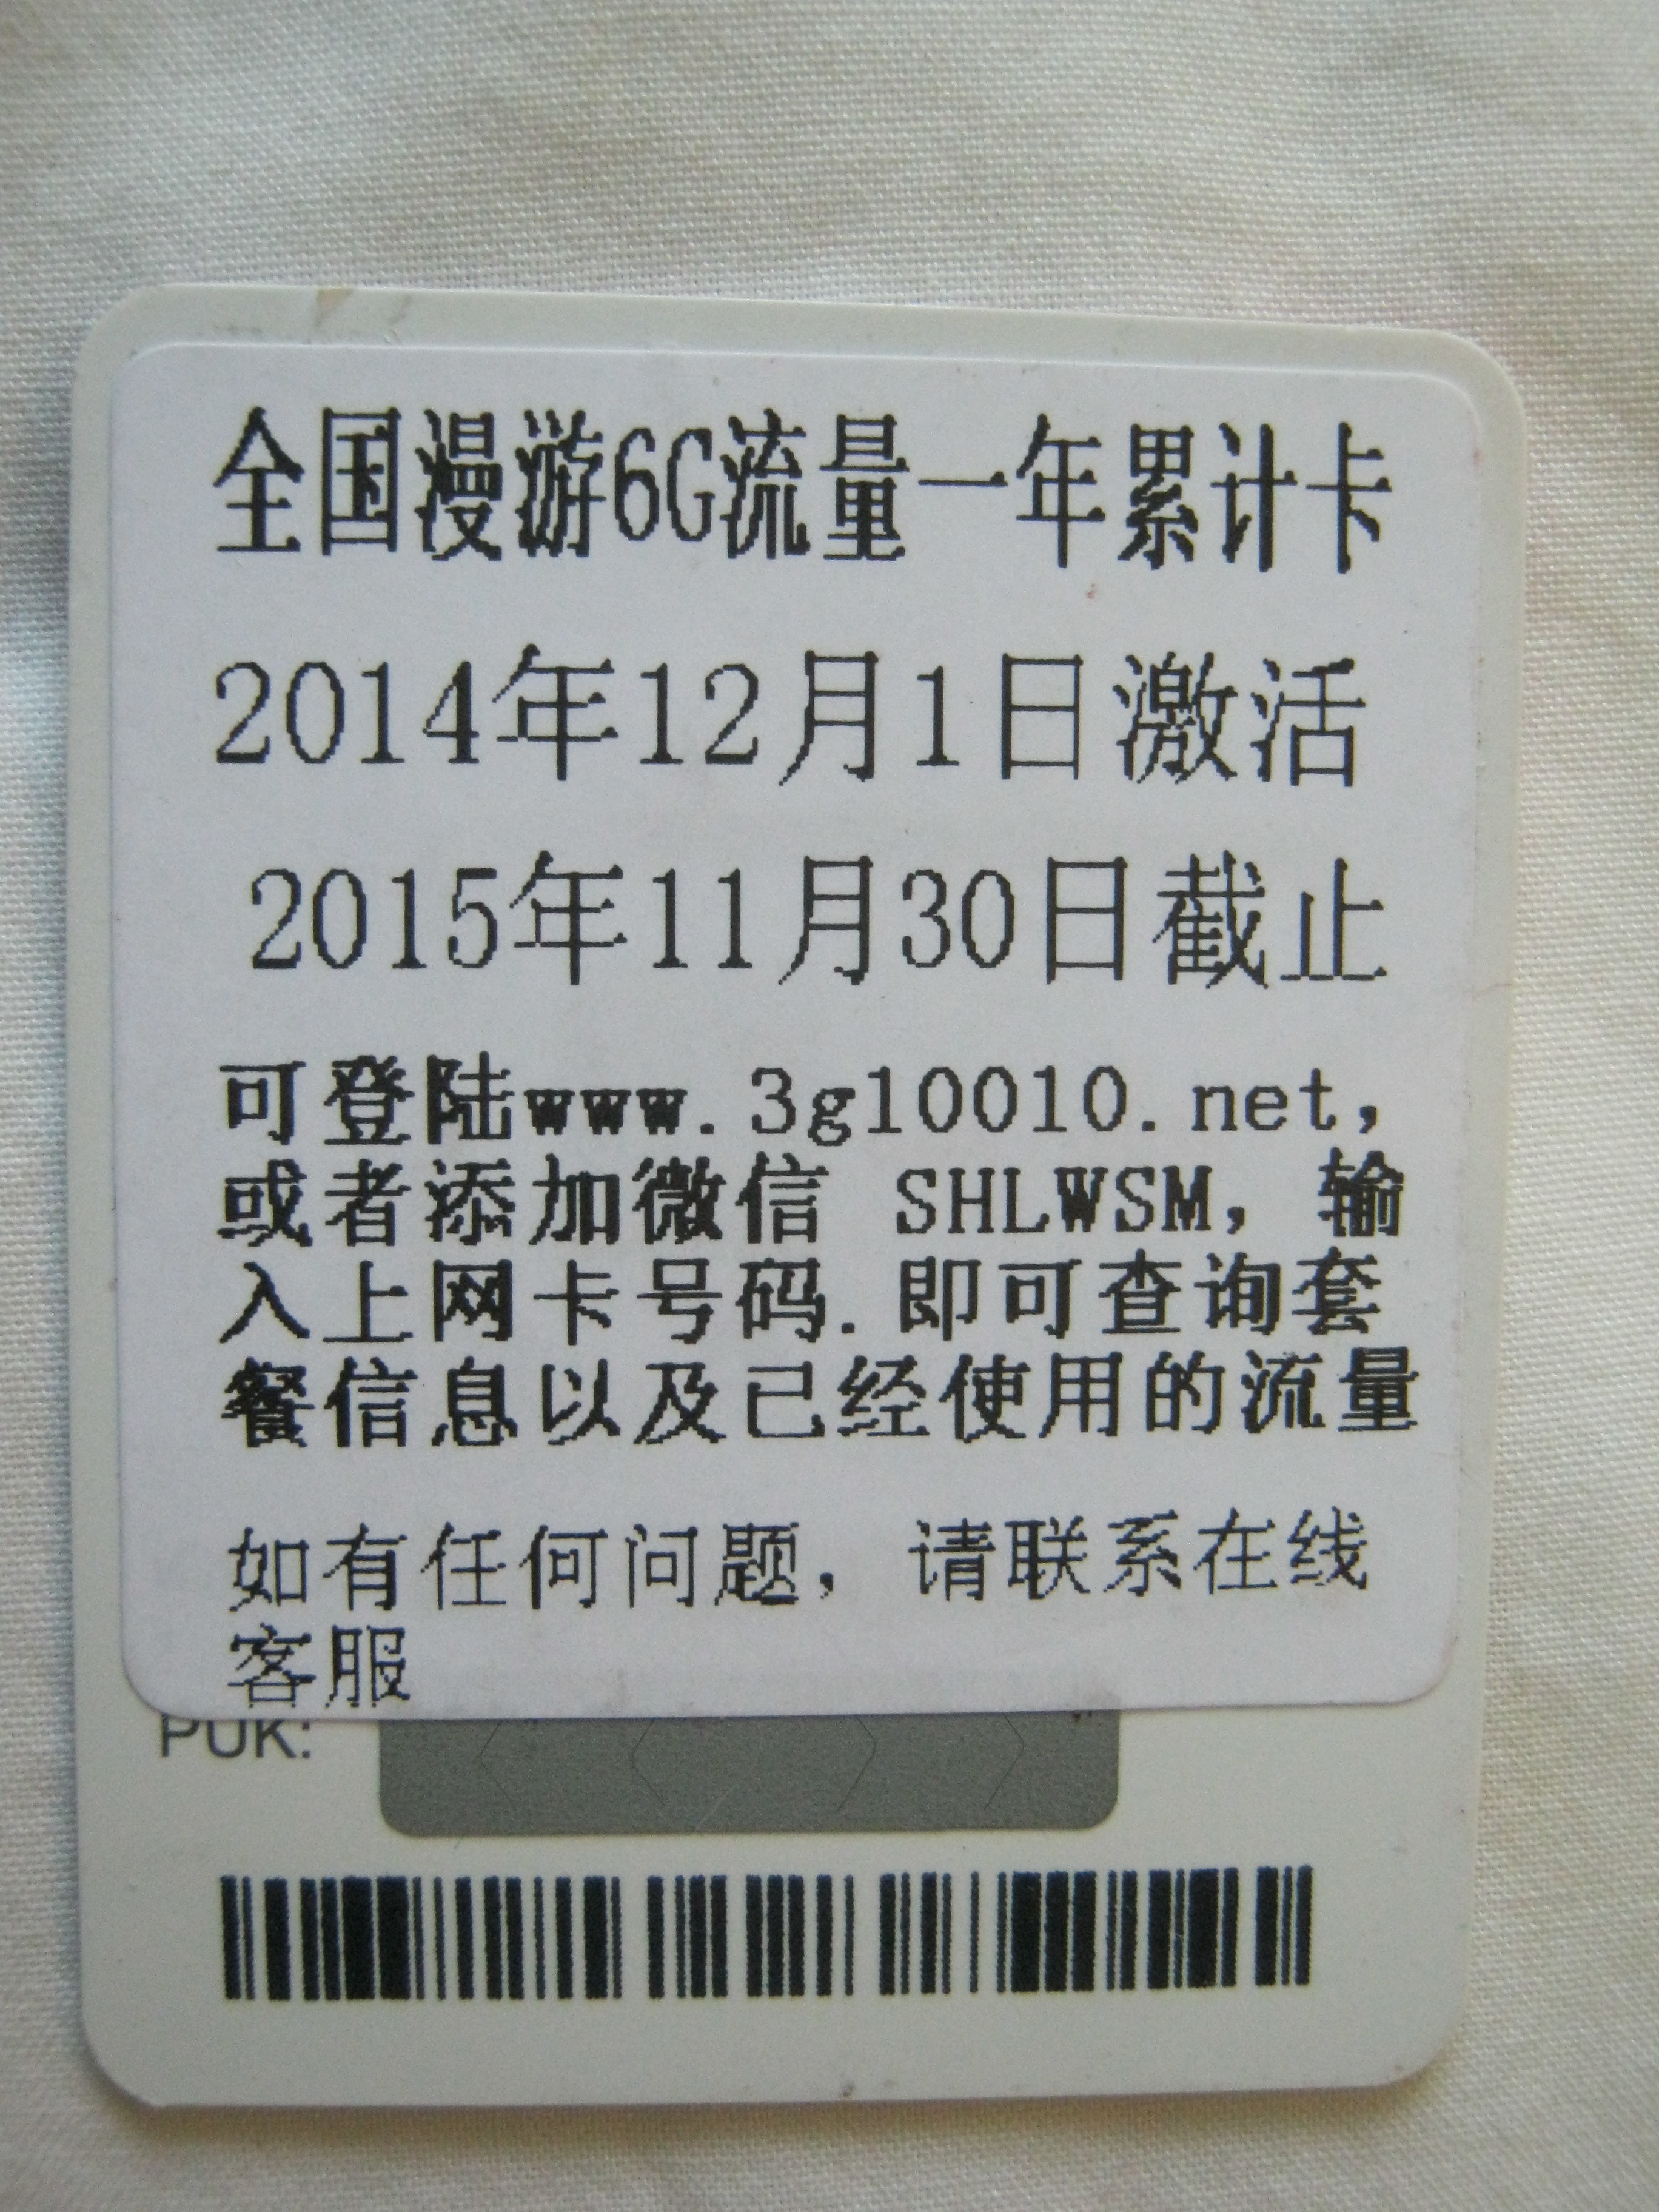 全国漫游6G流量一年累计卡
2014年12月1日激活
2015年11月30日截止
可登陆www.3g10010.net,
或者添加微信 SHLWSM, 输
入上网卡号码.即可查询套
餐信息以及已经使用的流量
如有任何问题, 请联系在线
客服
PUK: